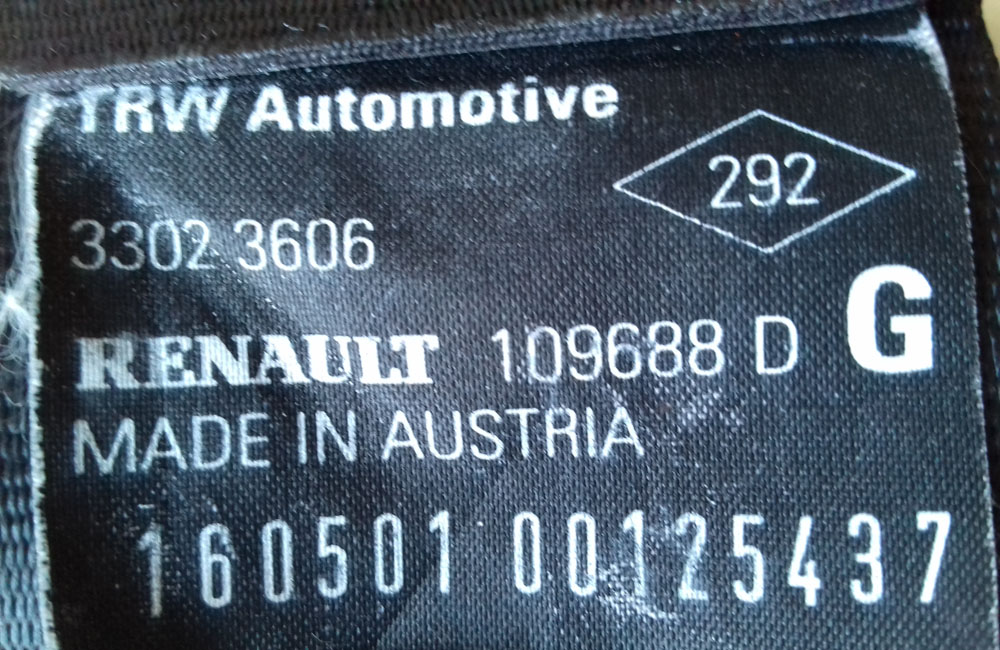 TRW Automotive
292
3302 3606
G
RENAULT 109688 D
MADE IN AUSTRIA
160501 00125437